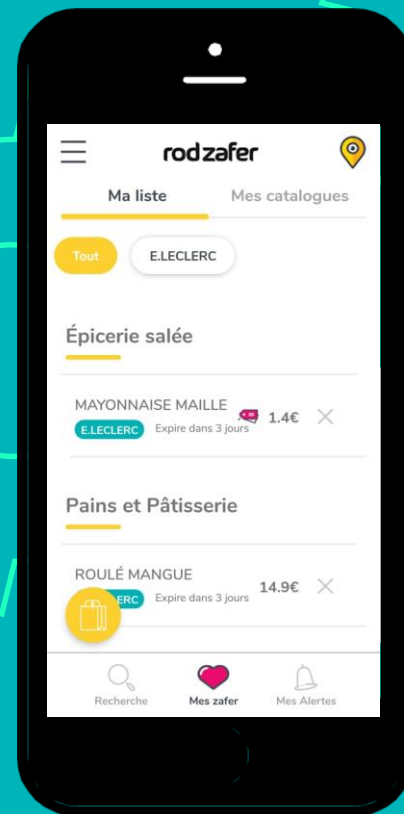 rodzafer
Ma liste
Mes catalogues
Tout
E.LECLERC
Épicerie salée
MAYONNAISE MAILLE
1.4€
E.LECLERC
Expire dans 3 jours
Pains et Pâtisserie
ROULÉ MANGUE
14.9€
ERC
Expire dans 3 jours
Recherche
Mes zafer
Mes Alertes